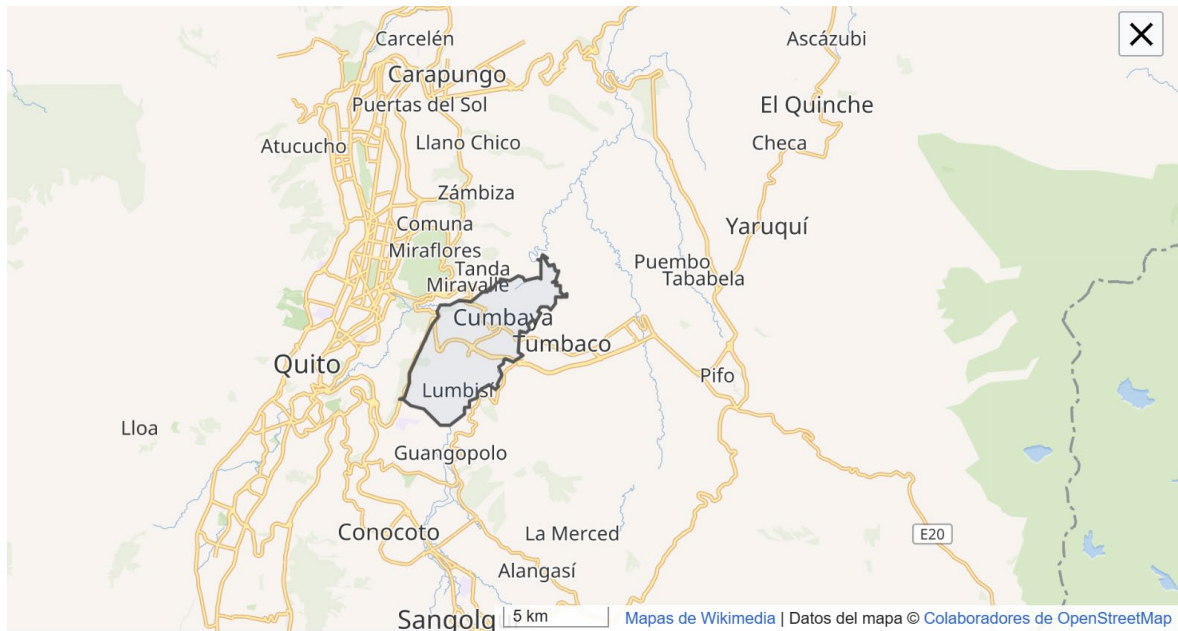 Carcelén
Ascázubi
Carapungo
Puertas del Sol
El Quinche
Atucucho
Llano Chico
Checa
Zámbiza
Comuna
Miraflores
Yaruquí
Tanda
Miravalle
Puembo
Tababela
Cumbaya
Tumbaco
Quito
Pifo
Lumbisí
Lloa
Guangopolo
Conocoto
La Merced
E20
Alangasí
Sangolq
5 km
Mapas de Wikimedia | Datos del mapa © Colaboradores de OpenStreetMap